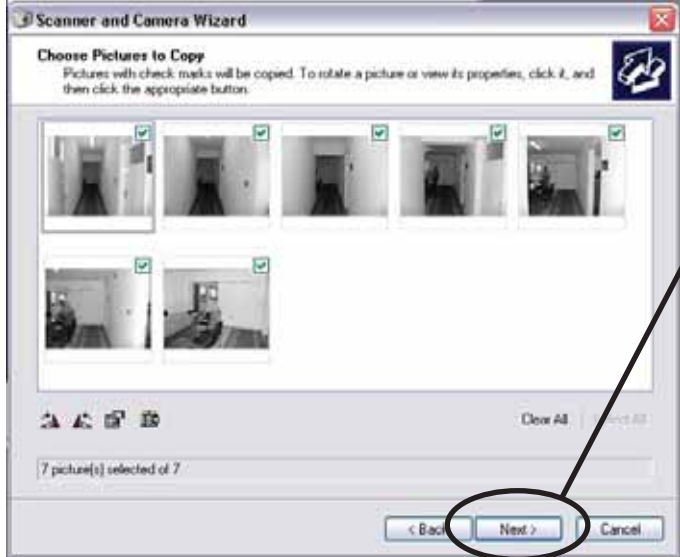 Scanner and Camera Wizard
Choose Pictures to Copy
Pictures with check marks will be copied. To rotate a picture or view its properties, click it, and
then click the appropriate button.
Clear All Select All
7 picture(s) selected of 7
< Back Next > Cancel